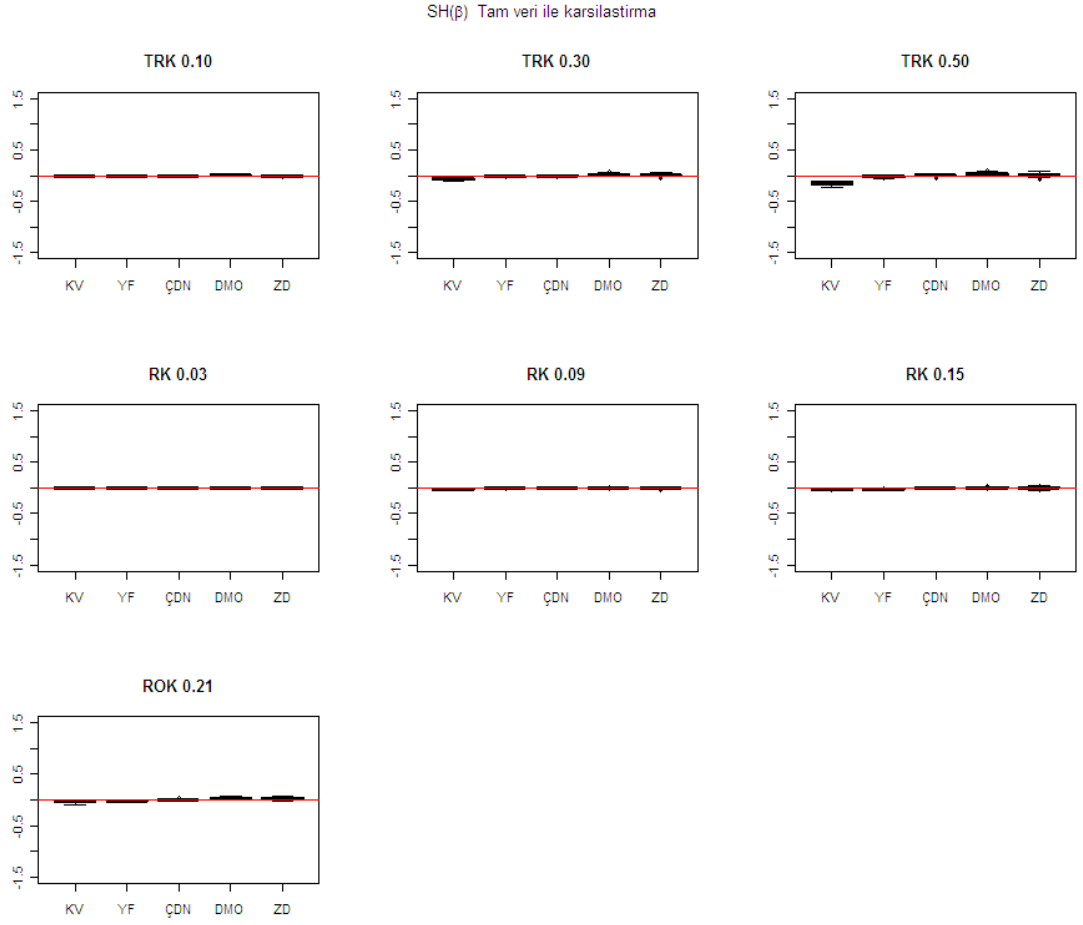 SH(β) Tam veri ile karsilastirma
TRK 0.10
TRK 0.30
TRK 0.50
1.5
0.5
-0.5
-1.5
KV YF ÇDN DMO ZD
1.5
0.5
-0.5
-1.5
KV YF ÇDN DMO ZD
1.5
0.5
-0.5
-1.5
KV YF ÇDN DMO ZD
RK 0.03
RK 0.09
RK 0.15
1.5
0.5
-0.5
-1.5
KV YF ÇDN DMO ZD
1.5
0.5
-0.5
-1.5
KV YF ÇDN DMO ZD
1.5
0.5
-0.5
-1.5
KV YF ÇDN DMO ZD
ROK 0.21
1.5
0.5
-0.5
-1.5
KV YF ÇDN DMO ZD